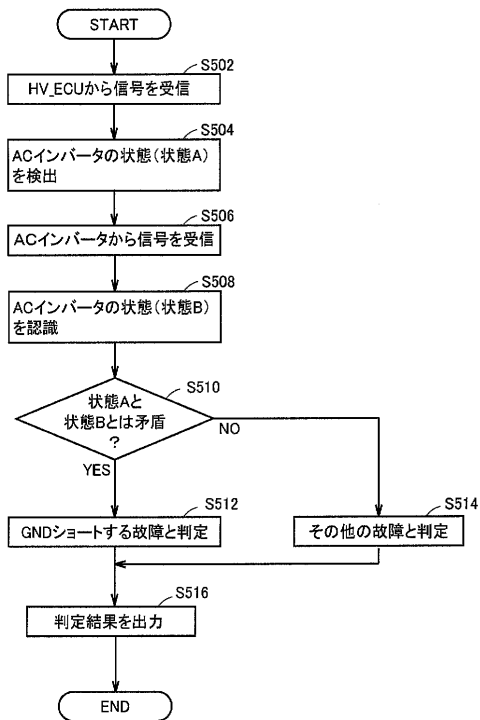 START
S502
HV_ECUから信号を受信
S504
ACインバータの状態(状態A)
を検出
S506
ACインバータから信号を受信
S508
ACインバータの状態(状態B)
を認識
S510
状態Aと
状態Bとは矛盾
?
NO
YES
S512
GNDショートする故障と判定
S514
その他の故障と判定
S516
判定結果を出力
END